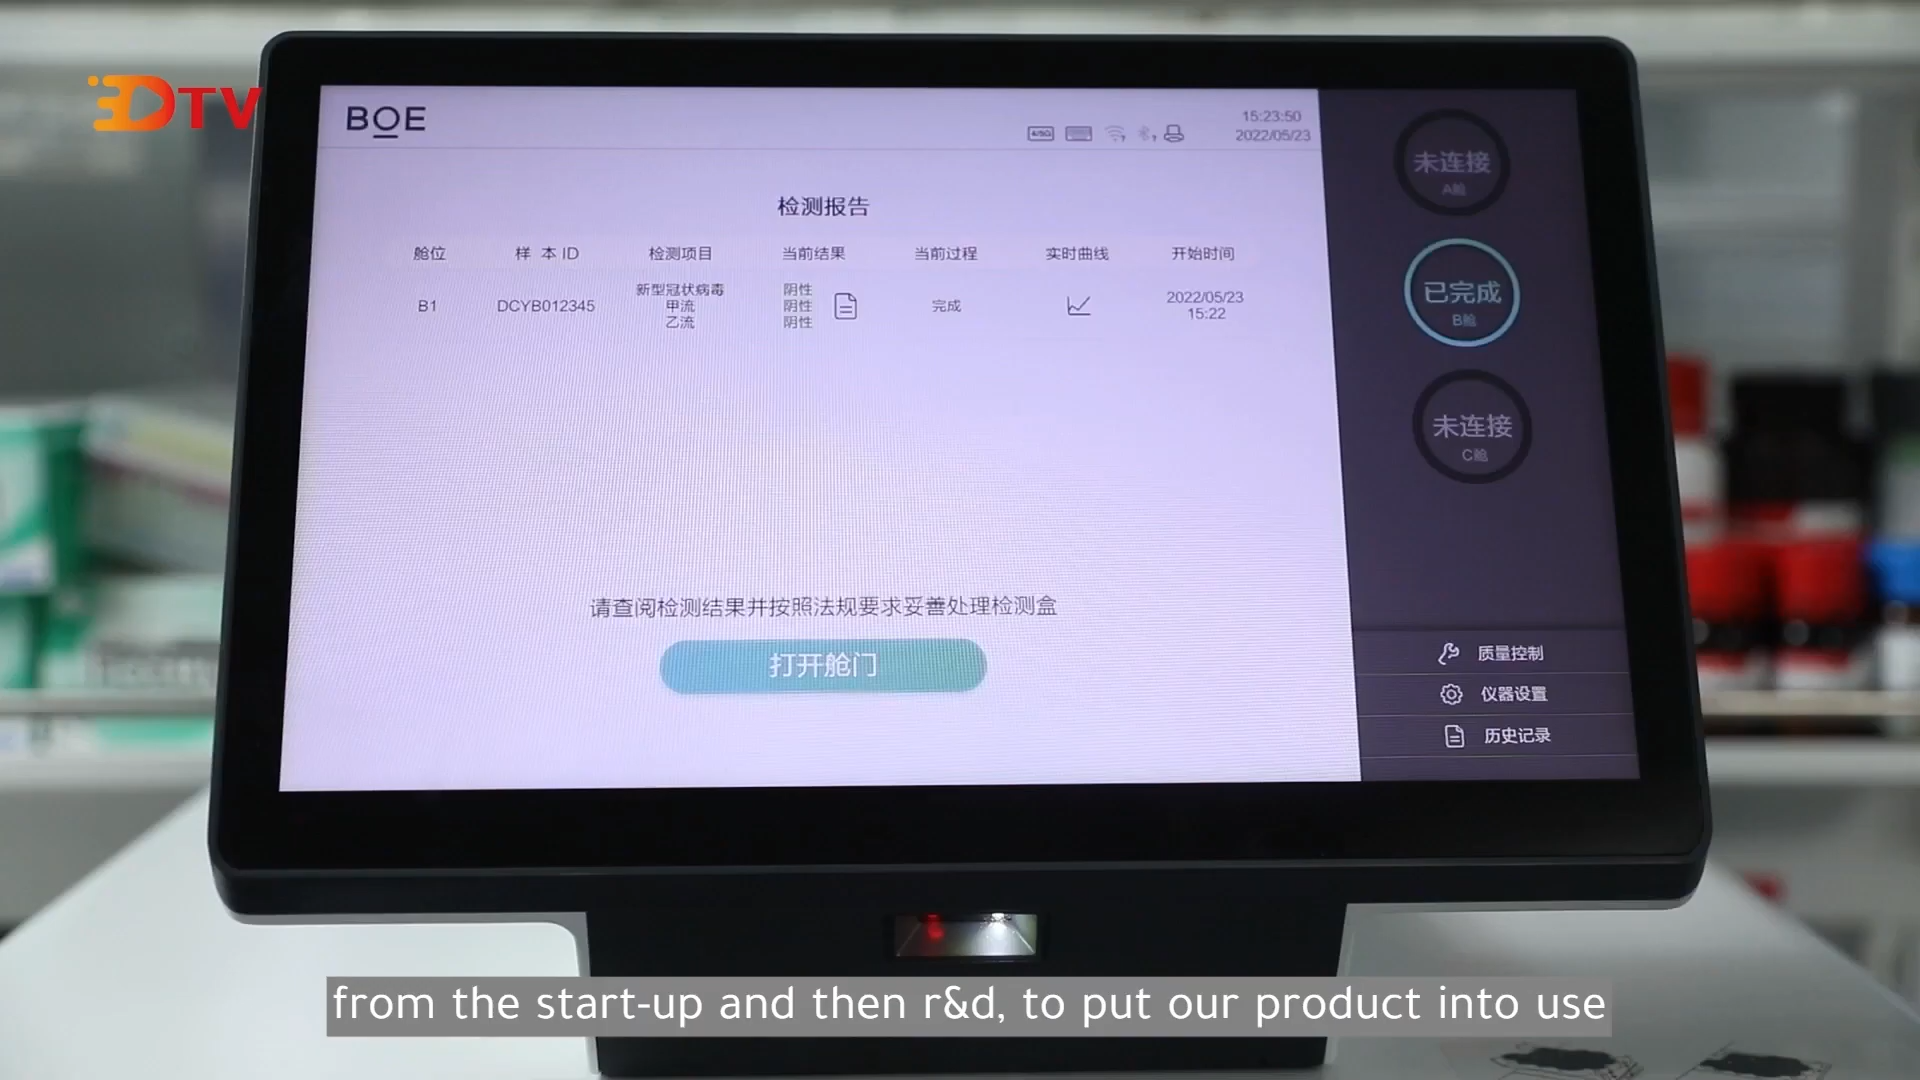 DTV
BOE
4/5G
15:23:50
2022/05/23
检测报告
舱位 样 本 ID 检测项目 当前结果 当前过程 实时曲线 开始时间
B1 DCYB012345 新型冠状病毒 阴性 完成 2022/05/23
甲流 阴性 15:22
乙流 阴性
请查阅检测结果并按照法规要求妥善处理检测盒
打开舱门
未连接
A舱
已完成
B舱
未连接
C舱
质量控制
仪器设置
历史记录
from the start-up and then r&d, to put our product into use